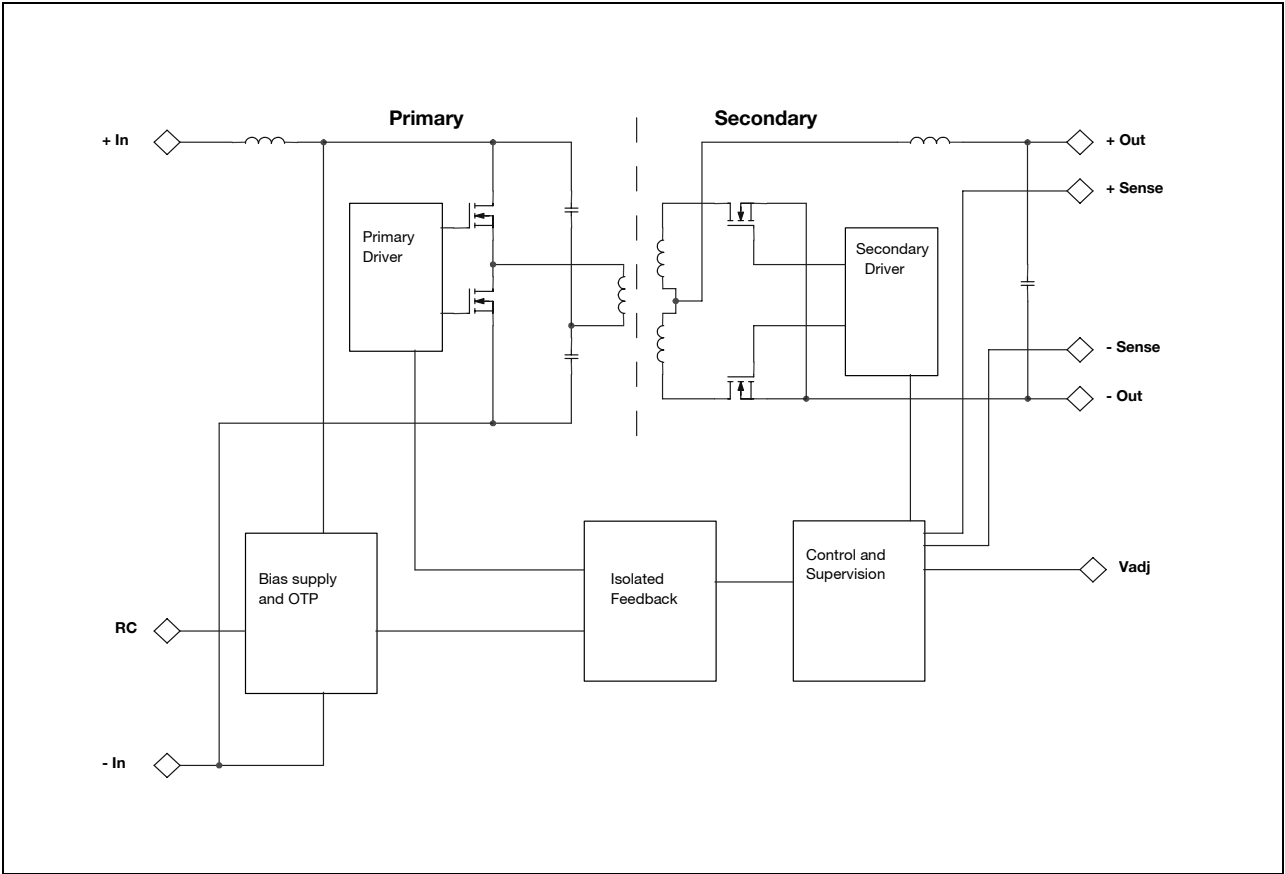 Primary
Secondary
+ In
+ Out
+ Sense
Primary
Driver
Secondary
Driver
- Sense
- Out
Bias supply
and OTP
Isolated
Feedback
Control and
Supervision
Vadj
RC
- In